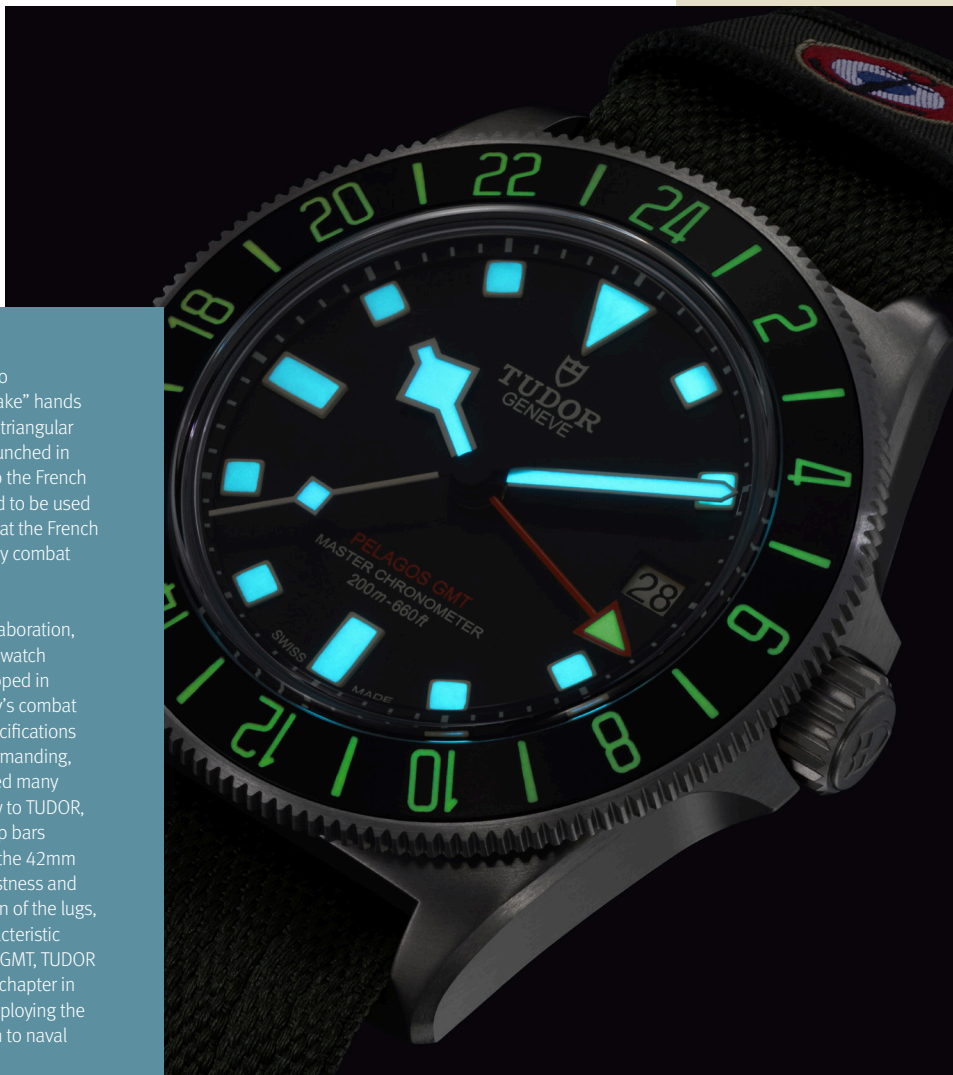 o
ake” hands
triangular
unched in
o the French
d to be used
at the French
y combat
aboration,
watch
ped in
y’s combat
cifications
manding,
ed many
y to TUDOR,
p bars
the 42mm
stness and
n of the lugs,
acteristic
GMT, TUDOR
chapter in
ploying the
n to naval
18
20
22
24
2
4
6
8
10
12
TUDOR
GENEVE
PELAGOS GMT
MASTER CHRONOMETER
200m-660ft
28
SWISS MADE